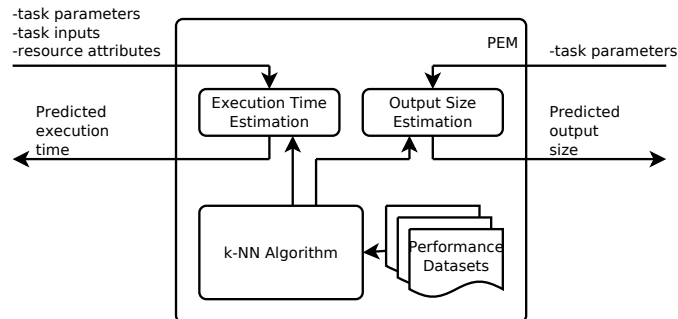 -task parameters
-task inputs
-resource attributes
PEM
-task parameters
Execution Time
Estimation
Output Size
Estimation
Predicted
execution
time
Predicted
output
size
k-NN Algorithm
Performance
Datasets